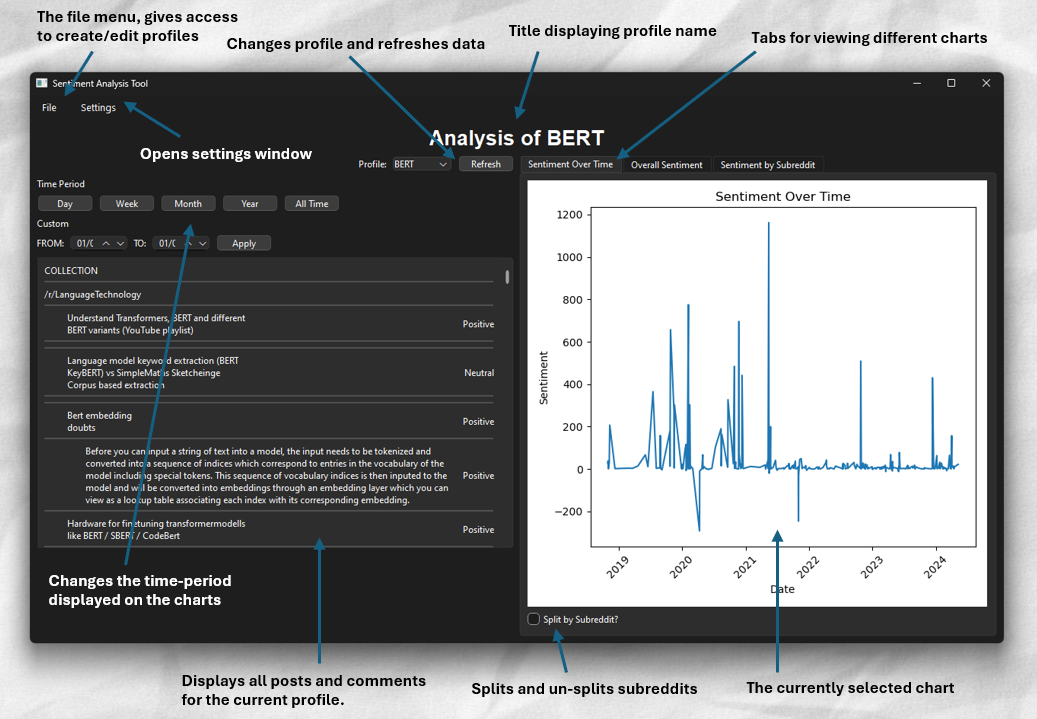 The file menu, gives access
to create/edit profiles
Changes profile and refreshes data
Title displaying profile name
Tabs for viewing different charts
Sentiment Analysis Tool
File
Settings
Opens settings window
Analysis of BERT
Profile:
BERT
Refresh
Sentiment Over Time
Overall Sentiment
Sentiment by Subreddit
Time Period
Day
Week
Month
Year
All Time
Custom
FROM:
01/0
TO:
01/0
Apply
COLLECTION
/r/LanguageTechnology
Understand Transformers, BERT and different
BERT variants (YouTube playlist)
Positive
Language model keyword extraction (BERT
KeyBERT) vs SimpleMaths Sketcheinge
Corpus based extraction
Neutral
Bert embedding
doubts
Positive
Before you can input a string of text into a model, the input needs to be tokenized and
converted into a sequence of indices which correspond to entries in the vocabulary of the
model including special tokens. This sequence of vocabulary indices is then inputed to the
model and will be converted into embeddings through an embedding layer which you can
view as a lookup table associating each index with its corresponding embedding.
Positive
Hardware for finetuning transformermodells
like BERT / SBERT / CodeBert
Positive
Sentiment Over Time
Sentiment
1200
1000
800
600
400
200
0
−200
2019
2020
2021
2022
2023
2024
Date
Split by Subreddit?
Changes the time-period
displayed on the charts
Displays all posts and comments
for the current profile.
Splits and un-splits subreddits
The currently selected chart